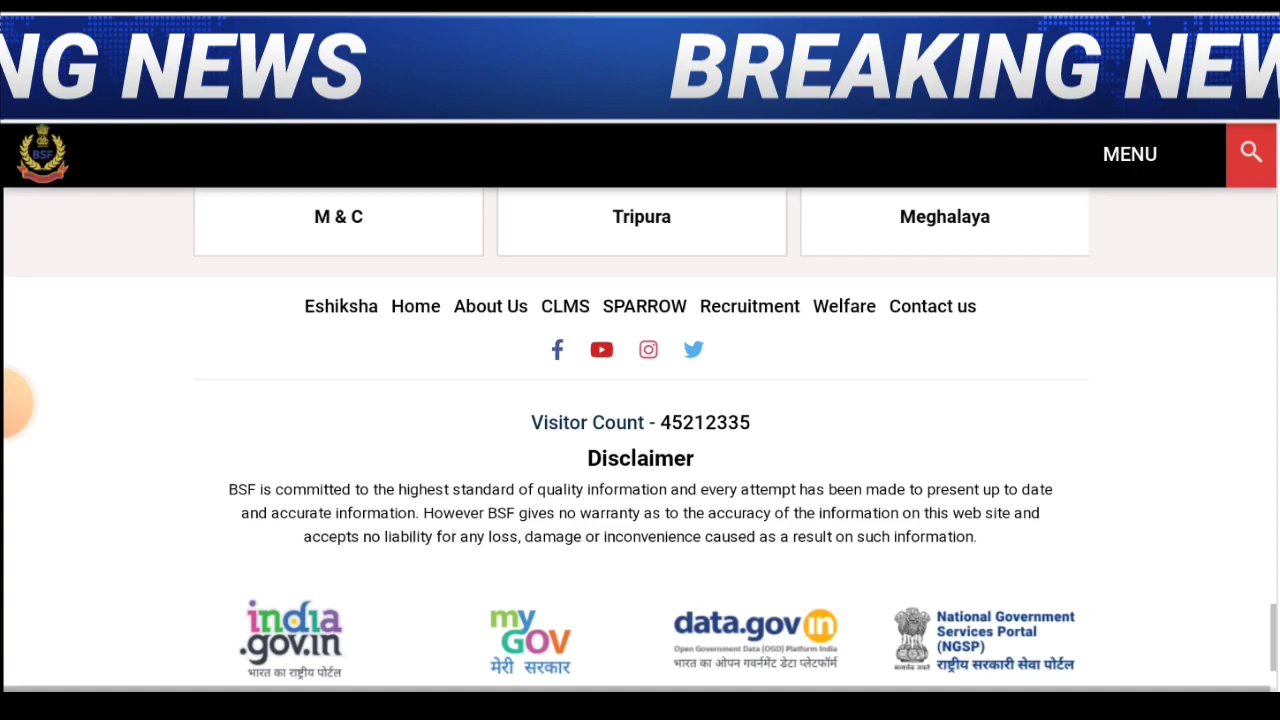 NG NEWS BREAKING NEW
BSF
MENU
M & C Tripura Meghalaya
Eshiksha Home About Us CLMS SPARROW Recruitment Welfare Contact us
Visitor Count - 45212335
Disclaimer
BSF is committed to the highest standard of quality information and every attempt has been made to present up to date
and accurate information. However BSF gives no warranty as to the accuracy of the information on this web site and
accepts no liability for any loss, damage or inconvenience caused as a result on such information.
india
.gov.in
भारत का राष्ट्रीय पोर्टल
my
GOV
मेरी सरकार
data.gov in
Open Government Data (OGD) Platform India
भारत का ओपन गवर्नमेंट डेटा प्लेटफॉर्म
सत्यमेव जयते
National Government
Services Portal
(NGSP)
राष्ट्रीय सरकारी सेवा पोर्टल